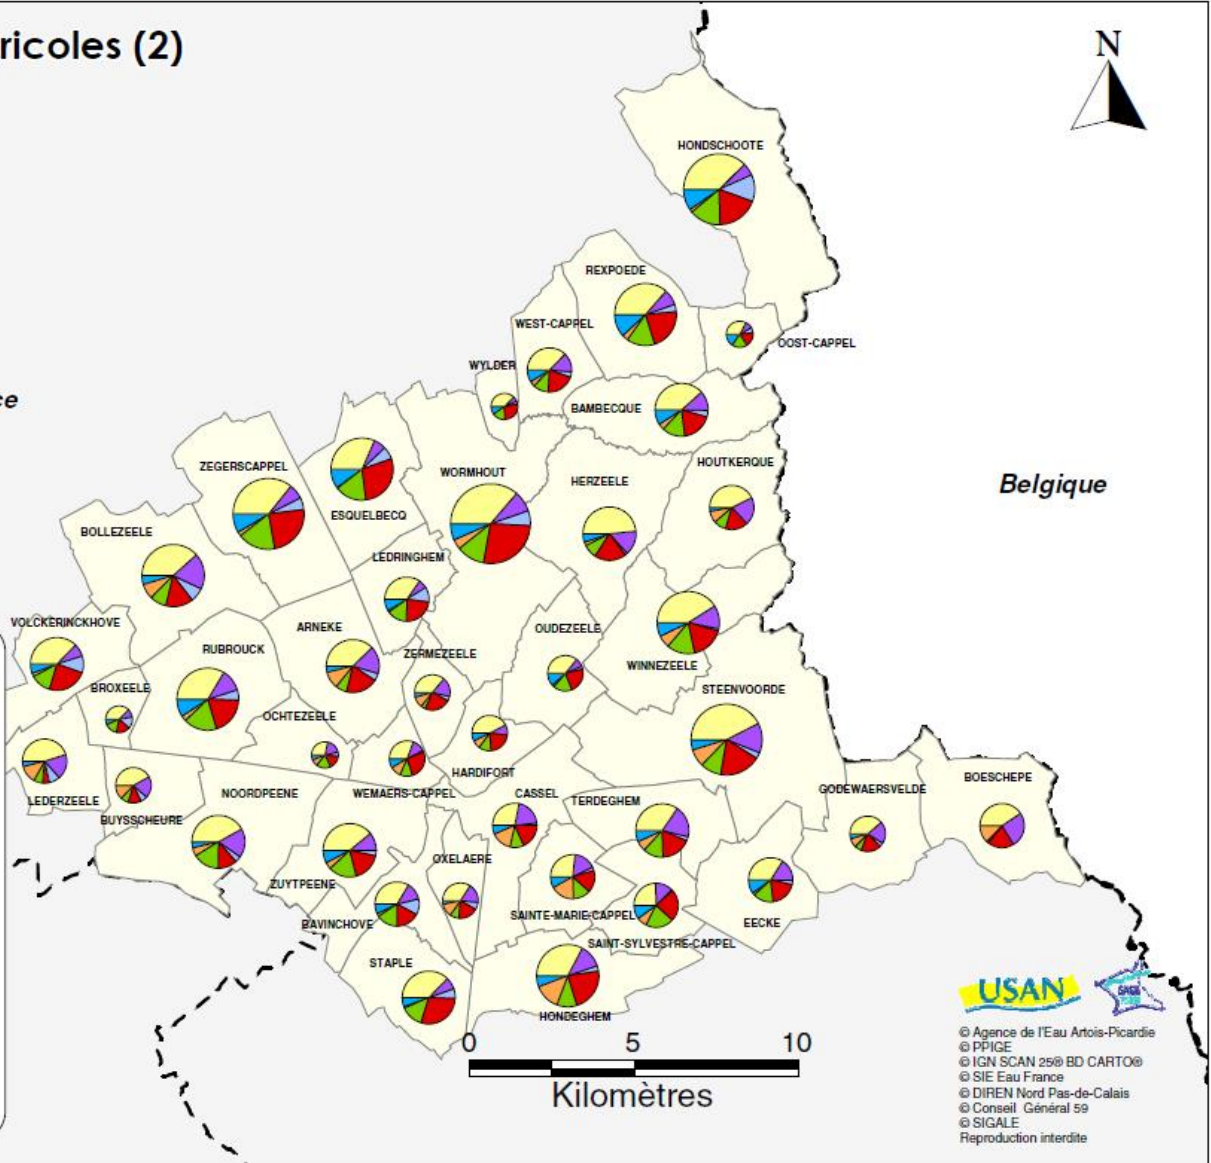 ricoles (2)
N
HONDSCHOOTE
REXPOEDE
WEST-CAPPEL
OOST-CAPPEL
WYLDER
BAMBECQUE
ce
HOUTKERQUE
ZEGERSCAPPEL
WORMHOUT
HERZEELE
Belgique
ESQUELBECQ
BOLLEZEELE
LEDRINGHEM
VOLCKERINCKHOVE
ARNEKE
OUDEZEELE
RUBROUCK
ZERMEZEELE
WINNEZEELE
BROXEELE
STEENVOORDE
OCHTEZEELE
HARDIFORT
BOESCHEPE
LEDERZEELE
NOORDPEENE
WEMAERS-CAPPEL
CASSEL
TERDEGHEM
GODEWAERSVELDE
BUYSSCHEURE
OXELAERE
ZUYTPEENE
SAINTE-MARIE-CAPPEL
BAVINCHOVE
EECKE
SAINT-SYLVESTRE-CAPPEL
STAPLE
HONDEGHEM
0 5 10
Kilomètres
USAN
SAGE
© Agence de l'Eau Artois-Picardie
© PPIGE
© IGN SCAN 25® BD CARTO®
© SIE Eau France
© DIREN Nord Pas-de-Calais
© Conseil Général 59
© SIGALE
Reproduction interdite